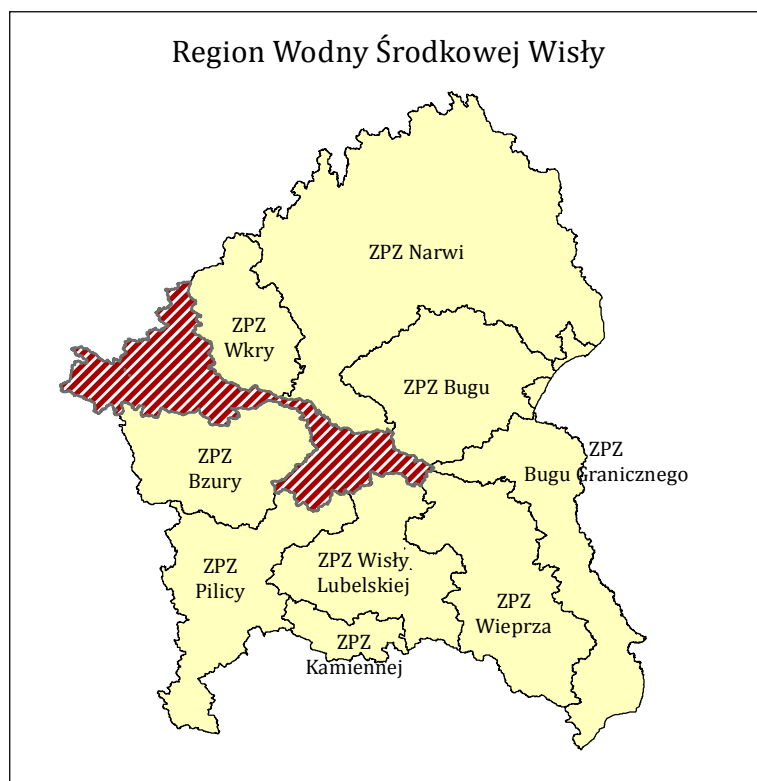 Region Wodny Środkowej Wisły
ZPZ Narwi
ZPZ
Wkry
ZPZ Bugu
ZPZ
Bugu Granicznego
ZPZ
Bzury
ZPZ
Pilicy
ZPZ Wisły
Lubelskiej
ZPZ
Wieprza
ZPZ
Kamiennej